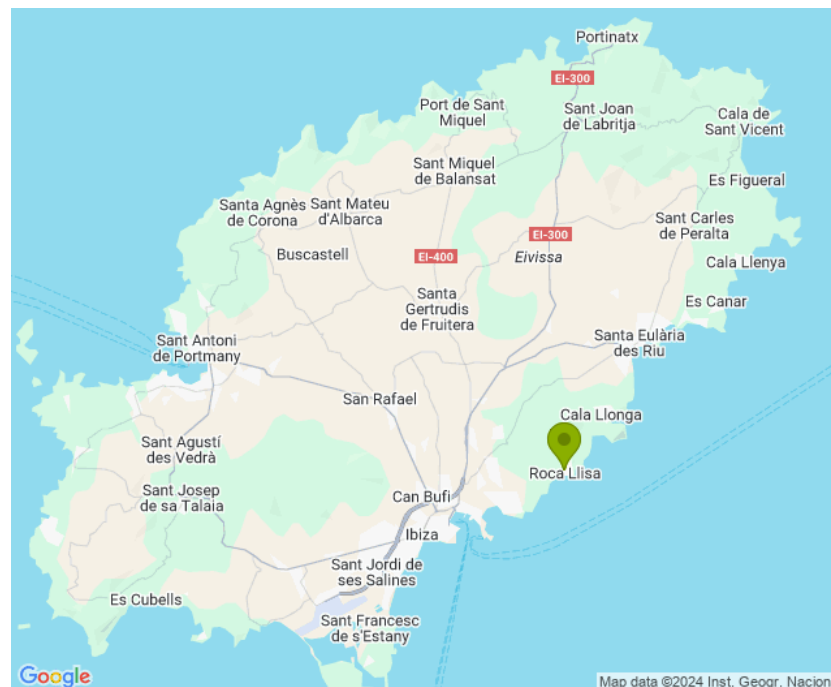 Portinatx
EI-300
Port de Sant
Miquel
Sant Joan
de Labritja
Cala de
Sant Vicent
Sant Miquel
de Balansat
Es Figueral
Santa Agnès
de Corona
Sant Mateu
d'Albarca
Sant Carles
de Peralta
EI-300
Buscastell
EI-400
Eivissa
Cala Llenya
Santa
Gertrudis
de Fruitera
Es Canar
Sant Antoni
de Portmany
Santa Eulària
des Riu
San Rafael
Cala Llonga
Sant Agustí
des Vedrà
Roca Llisa
Sant Josep
de sa Talaia
Can Bufi
Ibiza
Sant Jordi de
ses Salines
Es Cubells
Sant Francesc
de s'Estany
Google
Map data ©2024 Inst. Geogr. Nacion